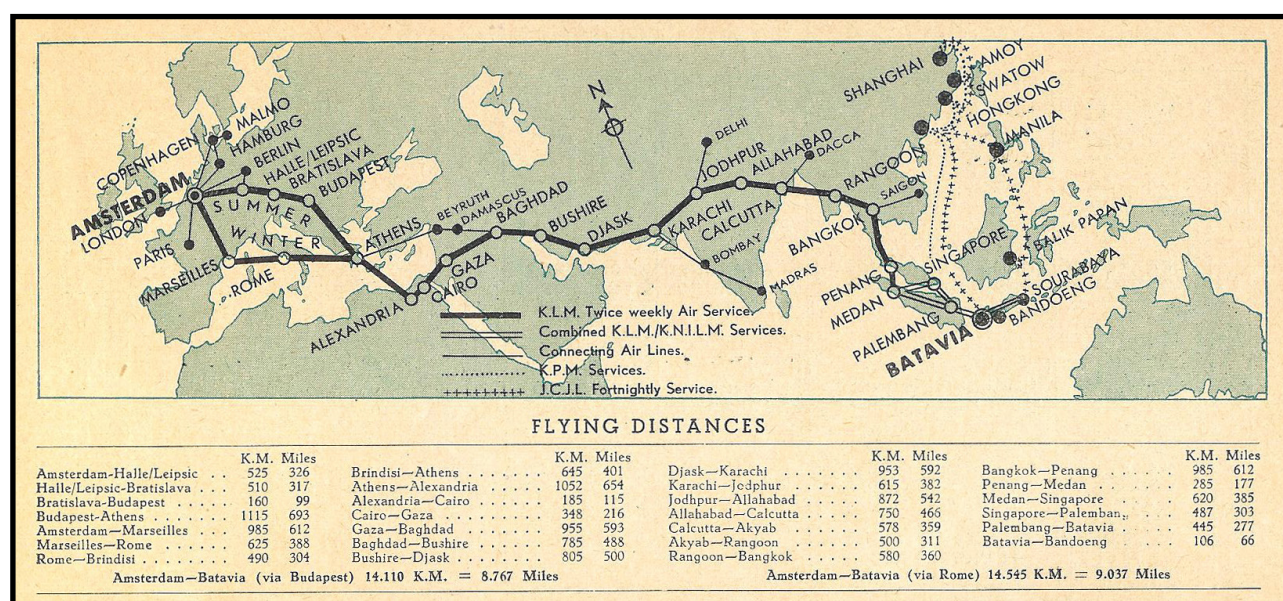 MALMO
COPENHAGEN
HAMBURG
BERLIN
HALLE/LEIPSIC
BRATISLAVA
BUDAPEST
AMSTERDAM
LONDON
PARIS
SUMMER
WINTER
MARSEILLES
ROME
ATHENS
ALEXANDRIA
CAIRO
GAZA
BEYRUTH
DAMASCUS
BAGHDAD
BUSHIRE
DJASK
N
KARACHI
JODHPUR
DELHI
ALLAHABAD
DACCA
CALCUTTA
BOMBAY
MADRAS
RANGOON
BANGKOK
SAIGON
PENANG
MEDAN
SINGAPORE
PALEMBANG
BATAVIA
BANDOENG
SOURABAYA
BALIK PAPAN
MANILA
HONGKONG
SWATOW
AMOY
SHANGHAI
K.L.M. Twice weekly Air Service.
Combined K.L.M./K.N.I.L.M. Services.
Connecting Air Lines.
K.P.M. Services.
J.C.J.L. Fortnightly Service.
FLYING DISTANCES
K.M. Miles
Amsterdam-Halle/Leipsic . . . 525 326
Halle/Leipsic-Bratislava . . . 510 317
Bratislava-Budapest . . . . . 160 99
Budapest-Athens . . . . . . 1115 693
Amsterdam—Marseilles . . . 985 612
Marseilles—Rome . . . . . . 625 388
Rome—Brindisi . . . . . . . 490 304
K.M. Miles
Brindisi—Athens . . . . . . . 645 401
Athens—Alexandria . . . . . 1052 654
Alexandria—Cairo . . . . . . 185 115
Cairo—Gaza . . . . . . . . 348 216
Gaza—Baghdad . . . . . . . 955 593
Baghdad—Bushire . . . . . . 785 488
Bushire—Djask . . . . . . . 805 500
K.M. Miles
Djask—Karachi . . . . . . . 953 592
Karachi—Jodhpur . . . . . . 615 382
Jodhpur—Allahabad . . . . . 872 542
Allahabad—Calcutta . . . . . 750 466
Calcutta—Akyab . . . . . . 578 359
Akyab—Rangoon . . . . . . 500 311
Rangoon—Bangkok . . . . . 580 360
K.M. Miles
Bangkok—Penang . . . . . . 985 612
Penang—Medan . . . . . . . 285 177
Medan—Singapore . . . . . . 620 385
Singapore—Palemban. . . . 487 303
Palembang—Batavia . . . . . 445 277
Batavia—Bandoeng . . . . . 106 66
Amsterdam—Batavia (via Budapest) 14.110 K.M. = 8.767 Miles
Amsterdam—Batavia (via Rome) 14.545 K.M. = 9.037 Miles